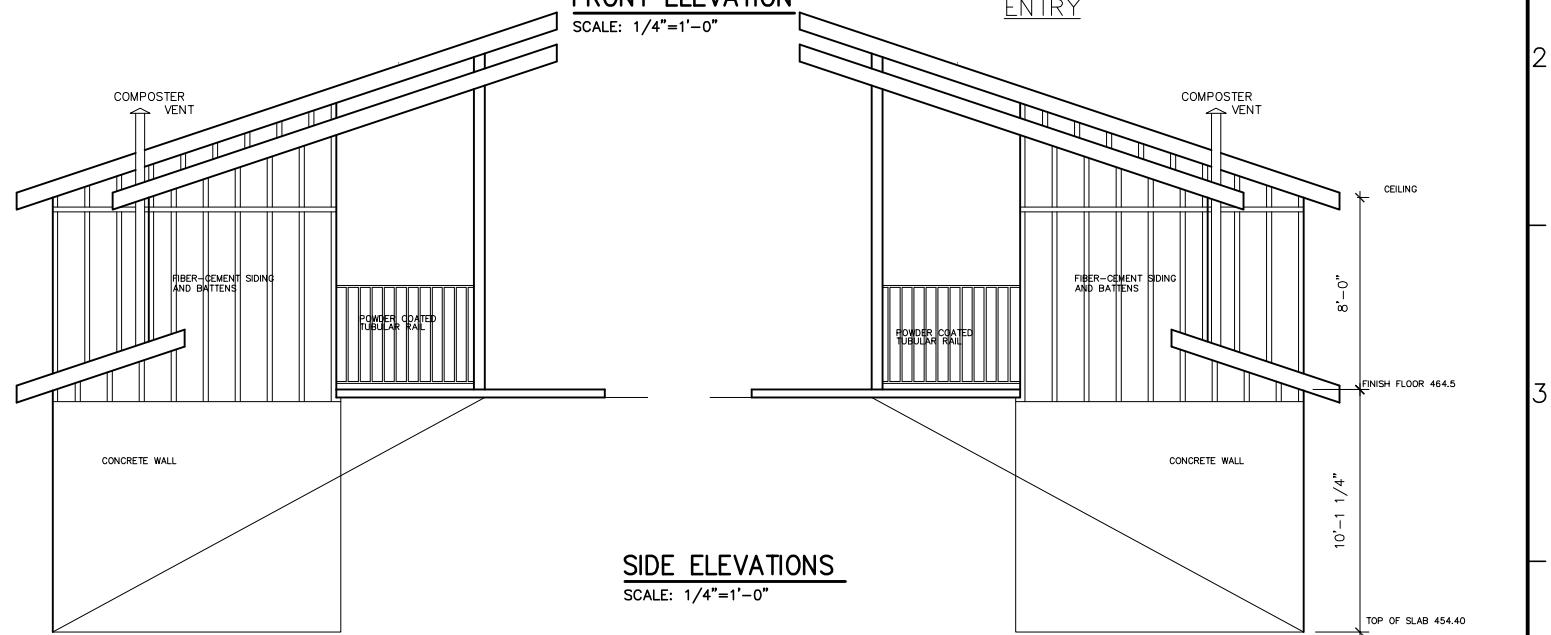 FRONT ELEVATION
SCALE: 1/4"=1'-0"
ENTRY
2
COMPOSTER
VENT
COMPOSTER
VENT
CEILING
FIBER-CEMENT SIDING
AND BATTENS
FIBER-CEMENT SIDING
AND BATTENS
8'-0"
POWDER COATED
TUBULAR RAIL
POWDER COATED
TUBULAR RAIL
FINISH FLOOR 464.5
3
CONCRETE WALL
CONCRETE WALL
10'-1 1/4"
SIDE ELEVATIONS
SCALE: 1/4"=1'-0"
TOP OF SLAB 454.40